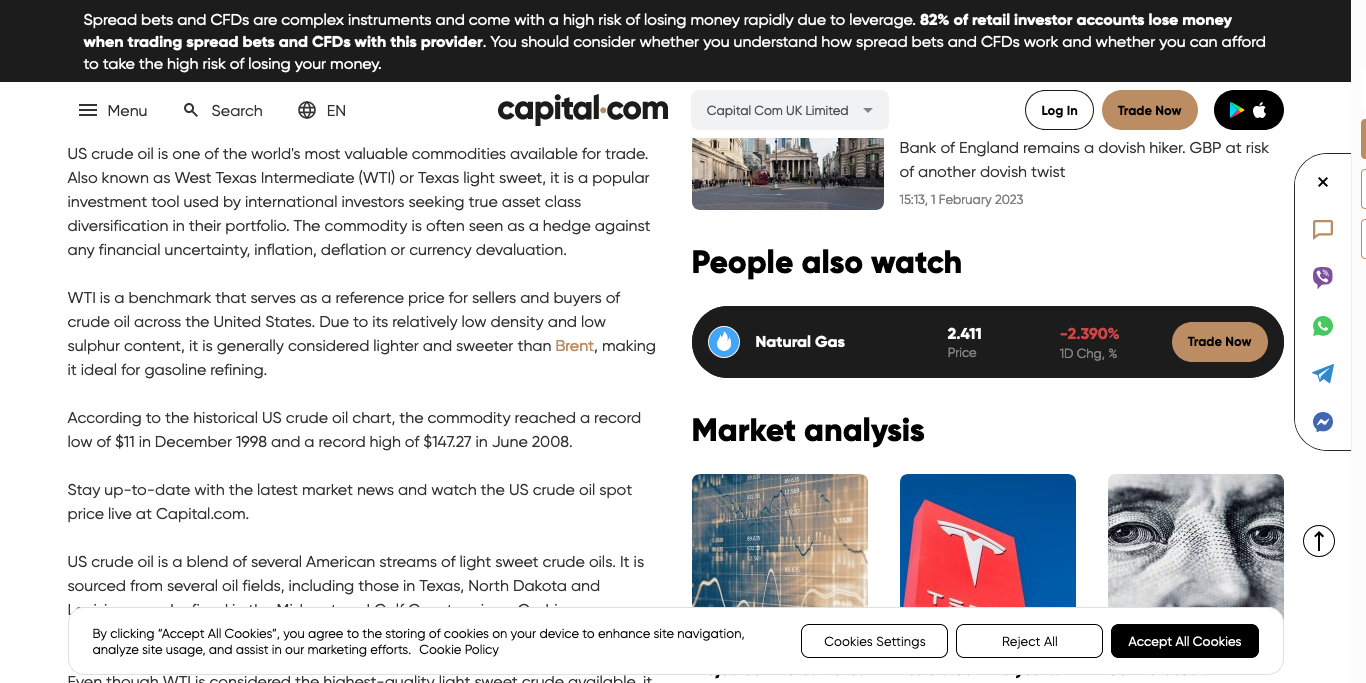 Spread bets and CFDs are complex instruments and come with a high risk of losing money rapidly due to leverage. 82% of retail investor accounts lose money
when trading spread bets and CFDs with this provider. You should consider whether you understand how spread bets and CFDs work and whether you can afford
to take the high risk of losing your money.
Menu
Search
EN
capital.com
Capital Com UK Limited
Log In
Trade Now
US crude oil is one of the world's most valuable commodities available for trade.
Also known as West Texas Intermediate (WTI) or Texas light sweet, it is a popular
investment tool used by international investors seeking true asset class
diversification in their portfolio. The commodity is often seen as a hedge against
any financial uncertainty, inflation, deflation or currency devaluation.
WTI is a benchmark that serves as a reference price for sellers and buyers of
crude oil across the United States. Due to its relatively low density and low
sulphur content, it is generally considered lighter and sweeter than Brent, making
it ideal for gasoline refining.
According to the historical US crude oil chart, the commodity reached a record
low of $11 in December 1998 and a record high of $147.27 in June 2008.
Stay up-to-date with the latest market news and watch the US crude oil spot
price live at Capital.com.
US crude oil is a blend of several American streams of light sweet crude oils. It is
sourced from several oil fields, including those in Texas, North Dakota and
Even though WTI is considered the highest-quality light sweet crude available, it
Bank of England remains a dovish hiker. GBP at risk
of another dovish twist
15:13, 1 February 2023
People also watch
Natural Gas
2.411
Price
-2.390%
1D Chg, %
Trade Now
Market analysis
By clicking “Accept All Cookies”, you agree to the storing of cookies on your device to enhance site navigation,
analyze site usage, and assist in our marketing efforts. Cookie Policy
Cookies Settings
Reject All
Accept All Cookies